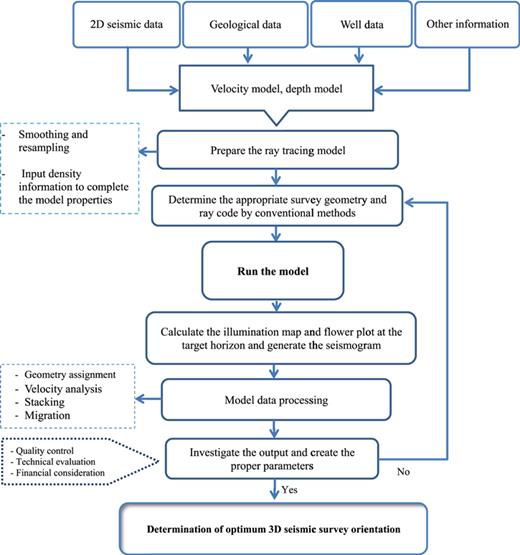 2D seismic data
Geological data
Well data
Other information
Velocity model, depth model
- Smoothing and
resampling
- Input density
information to complete
the model properties
Prepare the ray tracing model
Determine the appropriate survey geometry and
ray code by conventional methods
Run the model
Calculate the illumination map and flower plot at the
target horizon and generate the seismogram
- Geometry assignment
- Velocity analysis
- Stacking
- Migration
Model data processing
- Quality control
- Technical evaluation
- Financial consideration
Investigate the output and create the
proper parameters
No
Yes
Determination of optimum 3D seismic survey orientation